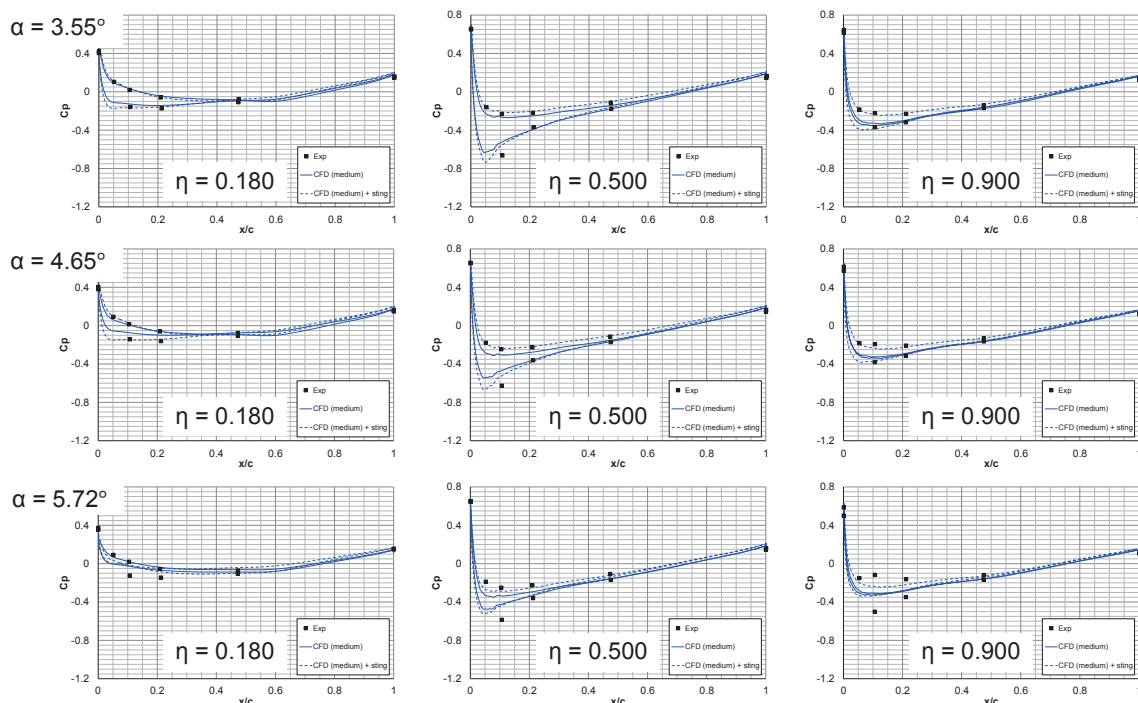 α = 3.55°
0.4
0
-0.4
-0.8
-1.2
Cp
0 0.2 0.4 0.6 0.8 1
x/c
η = 0.180
Exp
CFD (medium)
CFD (medium) + sting
0.8
0.4
0
-0.4
-0.8
-1.2
Cp
0 0.2 0.4 0.6 0.8 1
x/c
η = 0.500
Exp
CFD (medium)
CFD (medium) + sting
0.8
0.4
0
-0.4
-0.8
-1.2
Cp
0 0.2 0.4 0.6 0.8 1
x/c
η = 0.900
Exp
CFD (medium)
CFD (medium) + sting
α = 4.65°
0.4
0
-0.4
-0.8
-1.2
Cp
0 0.2 0.4 0.6 0.8 1
x/c
η = 0.180
Exp
CFD (medium)
CFD (medium) + sting
0.8
0.4
0
-0.4
-0.8
-1.2
Cp
0 0.2 0.4 0.6 0.8 1
x/c
η = 0.500
Exp
CFD (medium)
CFD (medium) + sting
0.8
0.4
0
-0.4
-0.8
-1.2
Cp
0 0.2 0.4 0.6 0.8 1
x/c
η = 0.900
Exp
CFD (medium)
CFD (medium) + sting
α = 5.72°
0.4
0
-0.4
-0.8
-1.2
Cp
0 0.2 0.4 0.6 0.8 1
x/c
η = 0.180
Exp
CFD (medium)
CFD (medium) + sting
0.8
0.4
0
-0.4
-0.8
-1.2
Cp
0 0.2 0.4 0.6 0.8 1
x/c
η = 0.500
Exp
CFD (medium)
CFD (medium) + sting
0.8
0.4
0
-0.4
-0.8
-1.2
Cp
0 0.2 0.4 0.6 0.8 1
x/c
η = 0.900
Exp
CFD (medium)
CFD (medium) + sting